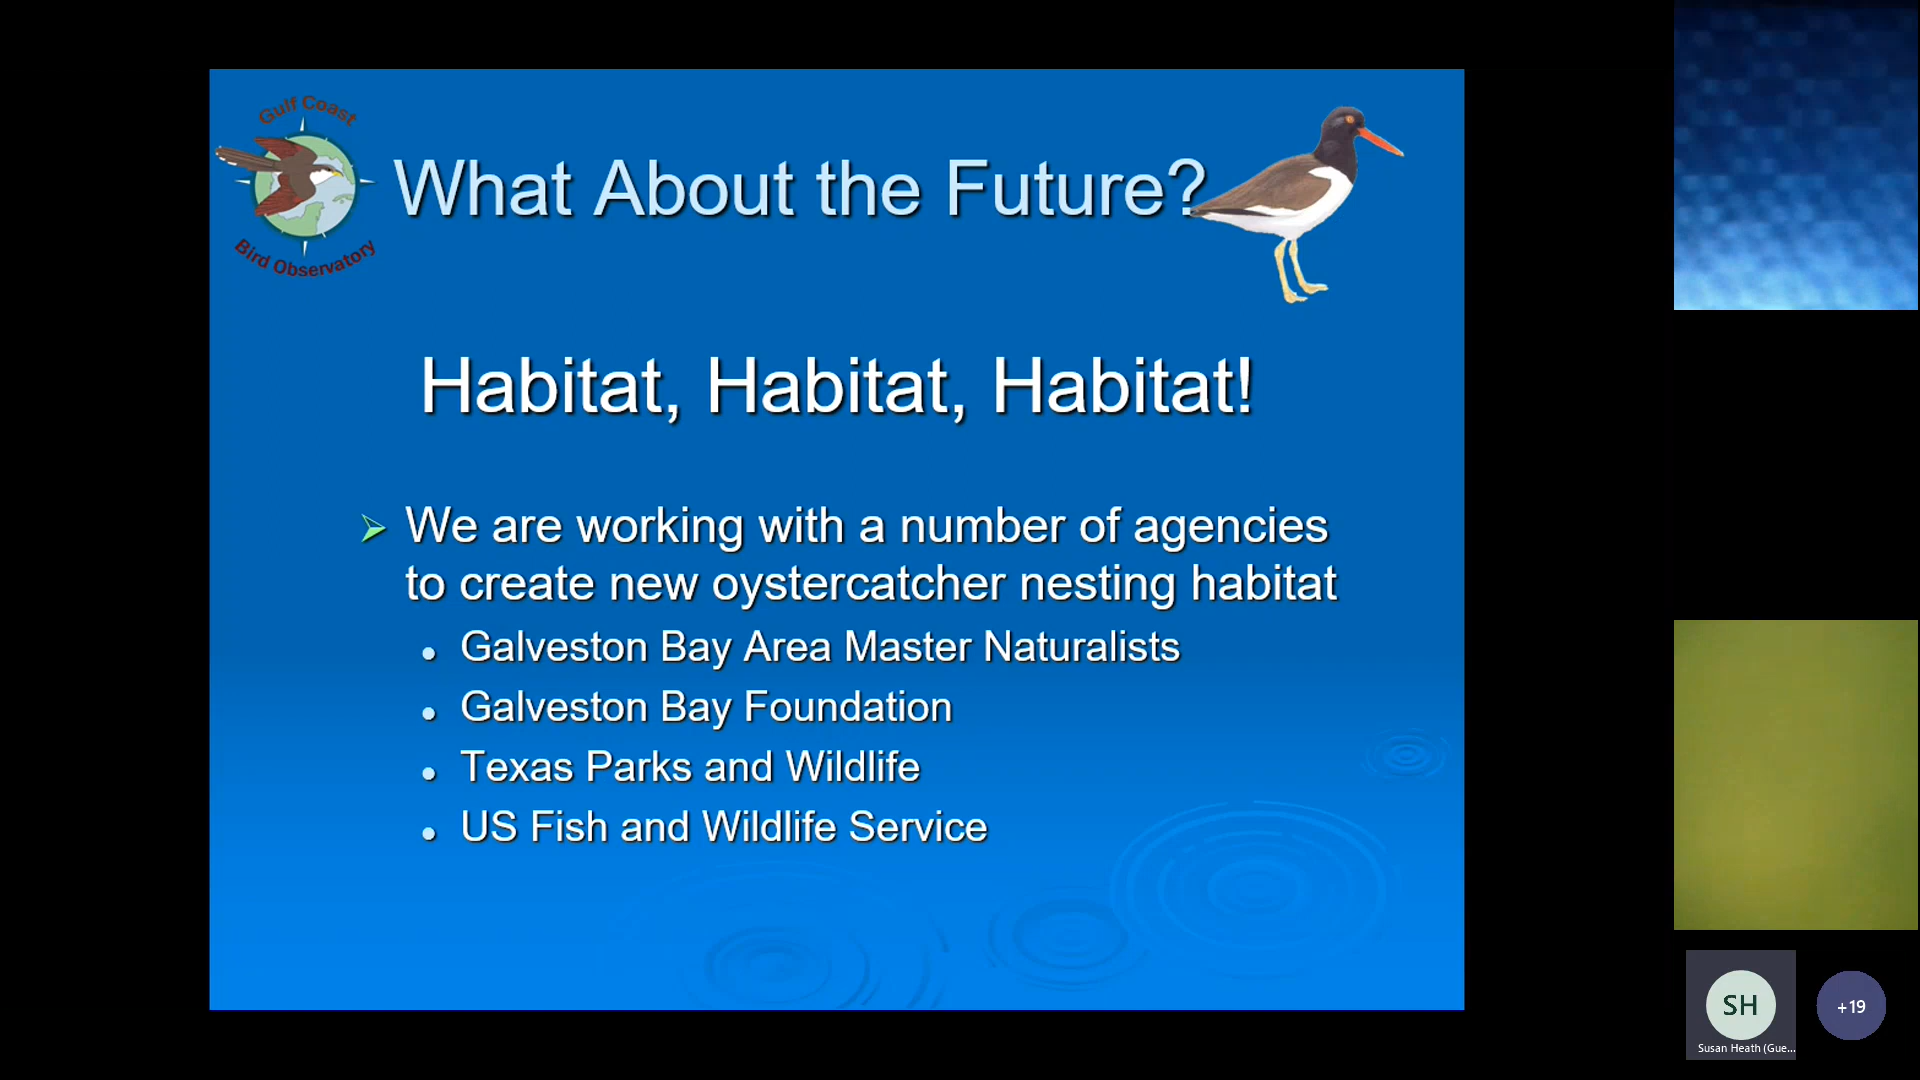 Gulf Coast
Bird Observatory
What About the Future?
Habitat, Habitat, Habitat!
We are working with a number of agencies
to create new oystercatcher nesting habitat
Galveston Bay Area Master Naturalists
Galveston Bay Foundation
Texas Parks and Wildlife
US Fish and Wildlife Service
SH
Susan Heath (Gue...
+19